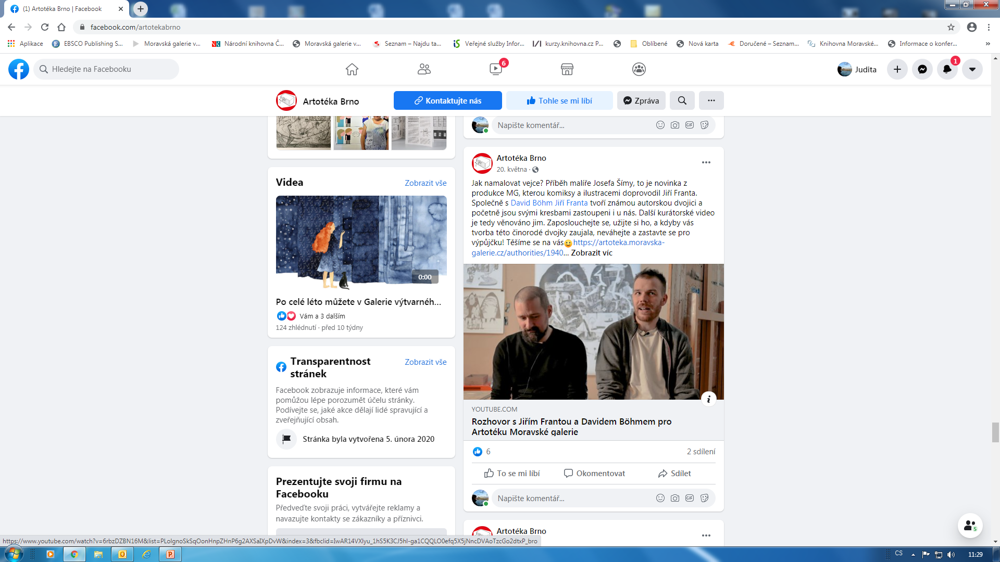 (1) Artotéka Brno | Facebook
facebook.com/artotekabrno
Aplikace
EBSCO Publishing S...
Moravská galerie v...
Národní knihovna Č...
Moravská galerie v...
Seznam – Najdu ta...
Veřejné služby Infor...
kurzy.knihovna.cz P...
Oblíbené
Nová karta
Doručené – Seznam...
Knihovna Moravské...
Informace o konfer...
»
Hledejte na Facebooku
6
Judita
1
Artotéka Brno
Kontaktujte nás
Tohle se mi líbí
Zpráva
Videa
Zobrazit vše
0:00
Po celé léto můžete v Galerie výtvarnéh...
Vám a 3 dalším
124 zhlédnutí · před 10 týdny
Transparentnost
stránek
Zobrazit vše
Facebook zobrazuje informace, které vám
pomůžou lépe porozumět účelu stránky.
Podívejte se, jaké akce dělají lidé spravující a
zveřejňující obsah.
Stránka byla vytvořena 5. února 2020
Prezentujte svoji firmu na
Facebooku
Předveďte svoji práci, vytvářejte reklamy a
navazujte kontakty se zákazníky a příznivci.
Napište komentář...
GIF
Artotéka Brno
20. května ·
Jak namalovat vejce? Příběh malíře Josefa Šímy, to je novinka z
produkce MG, kterou komiksy a ilustracemi doprovodil Jiří Franta.
Společně s David Böhm Jiří Franta tvoří známou autorskou dvojici a
početně jsou svými kresbami zastoupeni i u nás. Další kurátorské video
je tedy věnováno jim. Zaposlouchejte se, užijte si ho, a kdyby vás
tvorba této činorodé dvojky zaujala, neváhejte a zastavte se pro
výpůjčku! Těšíme se na vás🙂https://artoteka.moravska-
galerie.cz/authorities/1940... Zobrazit víc
YOUTUBE.COM
Rozhovor s Jiřím Frantou a Davidem Böhmem pro
Artotéku Moravské galerie
6
2 sdílení
To se mi líbí
Okomentovat
Sdílet
Napište komentář...
GIF
Artotéka Brno
5
https://www.youtube.com/watch?v=6rbzDZBN16M&list=PLolgnoSkSqOonHnpZHnP6g2AXSaIXpDvW&index=3&fbclid=IwAR14VXlyu_1hS5K3CJ5hI-ga1CQQLO0efq5X5jNncDVAoTzcGo2dtxP_bro
CS
11:29